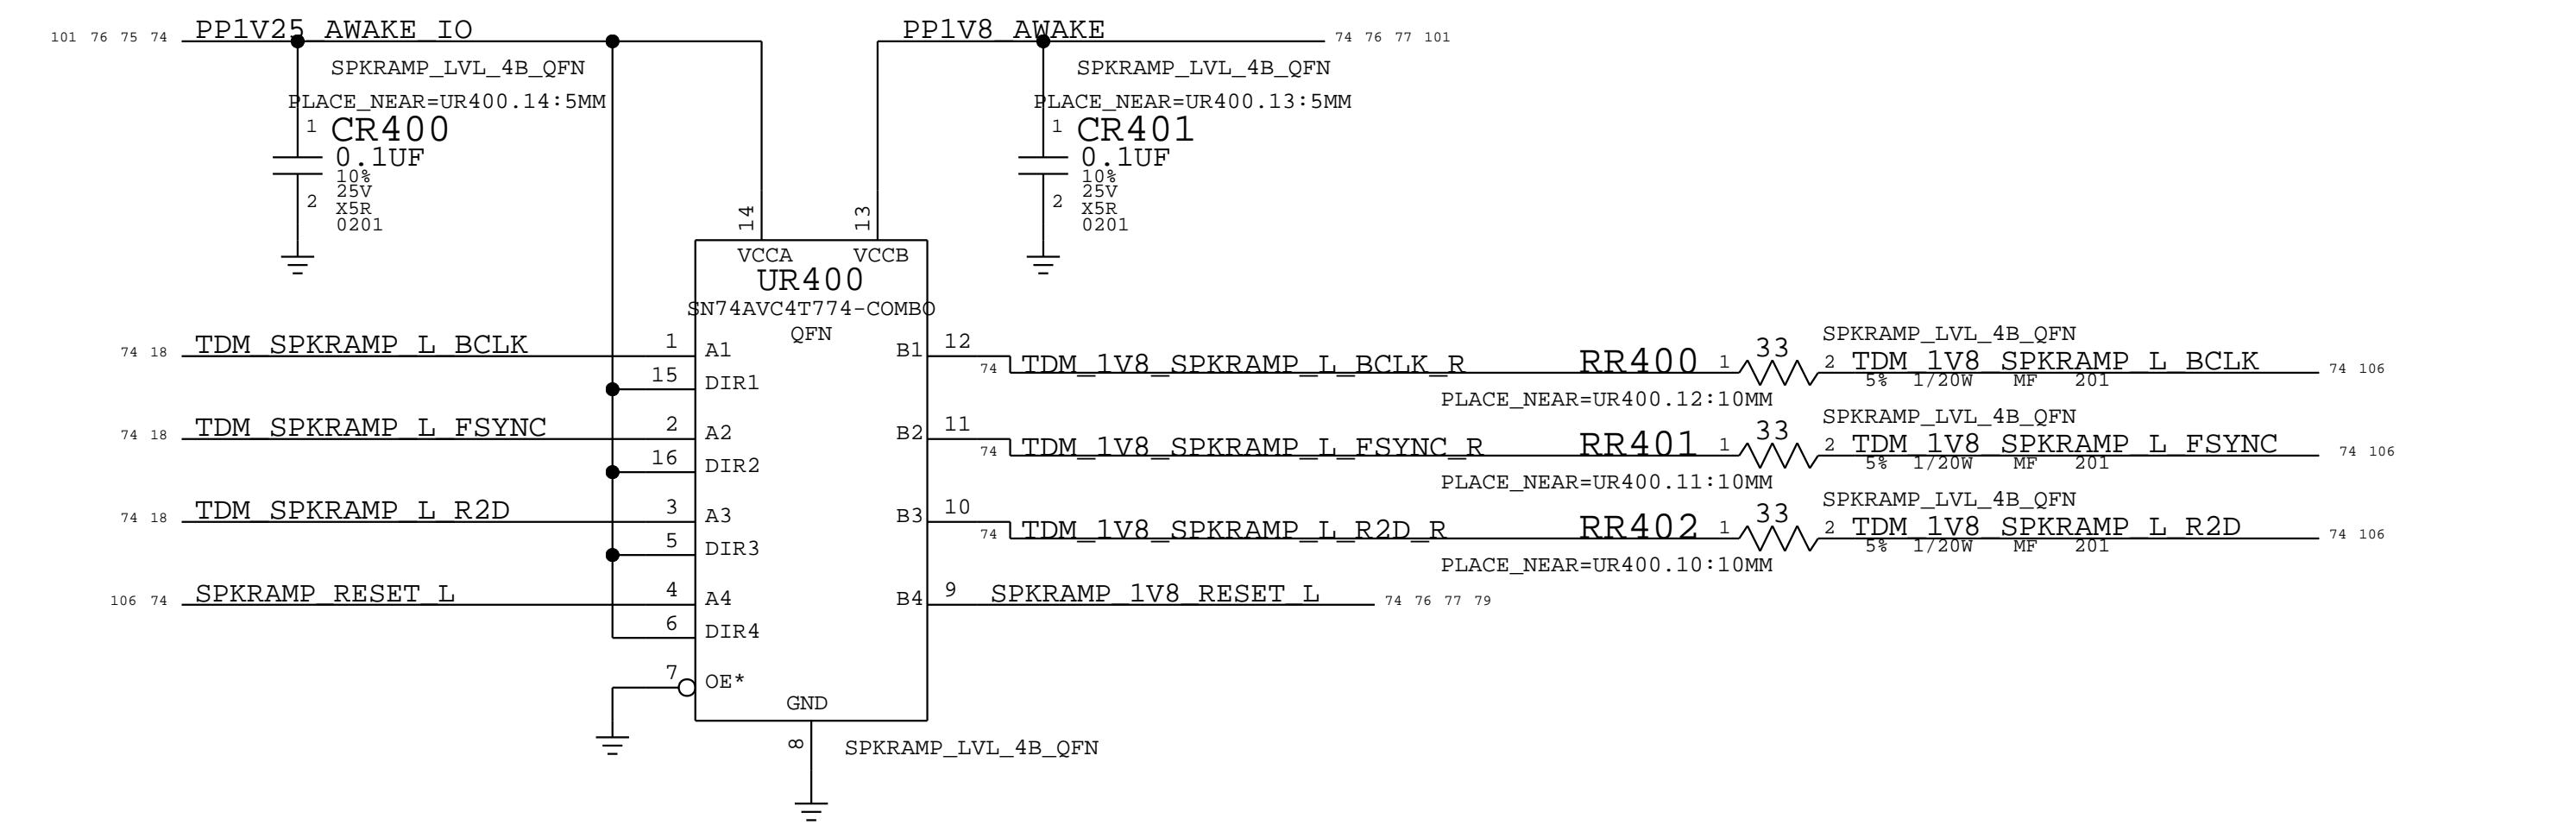 101 76 75 74 PP1V25_AWAKE_IO
PP1V8_AWAKE 74 76 77 101
SPKRAMP_LVL_4B_QFN
PLACE_NEAR=UR400.14:5MM
1 CR400
0.1UF
10%
25V
2 X5R
0201
SPKRAMP_LVL_4B_QFN
PLACE_NEAR=UR400.13:5MM
1 CR401
0.1UF
10%
25V
2 X5R
0201
14 13
VCCA VCCB
UR400
SN74AVC4T774-COMBO
QFN
74 18 TDM_SPKRAMP_L_BCLK 1 A1
15 DIR1
74 18 TDM_SPKRAMP_L_FSYNC 2 A2
16 DIR2
74 18 TDM_SPKRAMP_L_R2D 3 A3
5 DIR3
106 74 SPKRAMP_RESET_L 4 A4
6 DIR4
7 OE*
GND
8
SPKRAMP_LVL_4B_QFN
B1 12
74 TDM_1V8_SPKRAMP_L_BCLK_R RR400 1 33 2 TDM_1V8_SPKRAMP_L_BCLK 74 106
SPKRAMP_LVL_4B_QFN
5% 1/20W MF 201
PLACE_NEAR=UR400.12:10MM
B2 11
74 TDM_1V8_SPKRAMP_L_FSYNC_R RR401 1 33 2 TDM_1V8_SPKRAMP_L_FSYNC 74 106
SPKRAMP_LVL_4B_QFN
5% 1/20W MF 201
PLACE_NEAR=UR400.11:10MM
B3 10
74 TDM_1V8_SPKRAMP_L_R2D_R RR402 1 33 2 TDM_1V8_SPKRAMP_L_R2D 74 106
SPKRAMP_LVL_4B_QFN
5% 1/20W MF 201
PLACE_NEAR=UR400.10:10MM
B4 9 SPKRAMP_1V8_RESET_L 74 76 77 79